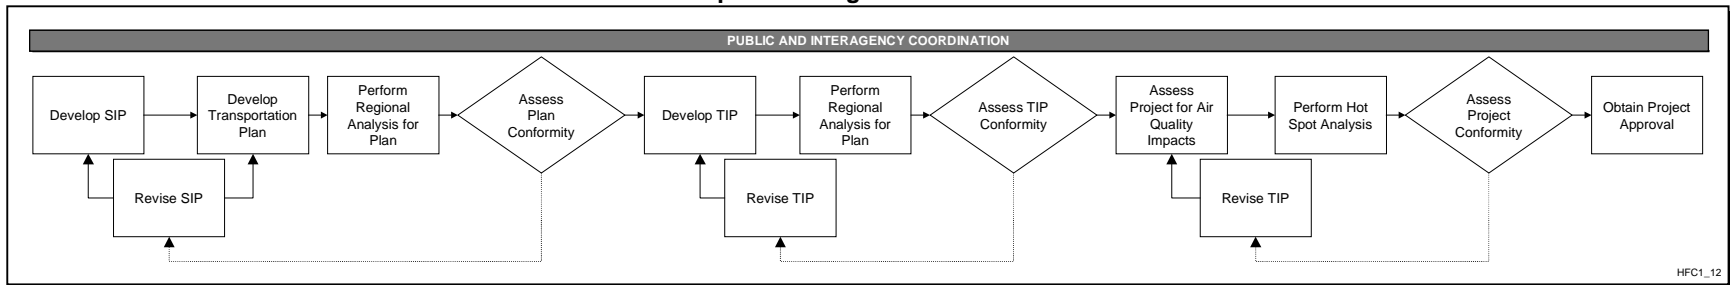 PUBLIC AND INTERAGENCY COORDINATION
Develop SIP
Develop
Transportation
Plan
Perform
Regional
Analysis for
Plan
Assess
Plan
Conformity
Develop TIP
Perform
Regional
Analysis for
Plan
Assess TIP
Conformity
Assess
Project for Air
Quality
Impacts
Perform Hot
Spot Analysis
Assess
Project
Conformity
Obtain Project
Approval
Revise SIP
Revise TIP
Revise TIP
HFC1_12